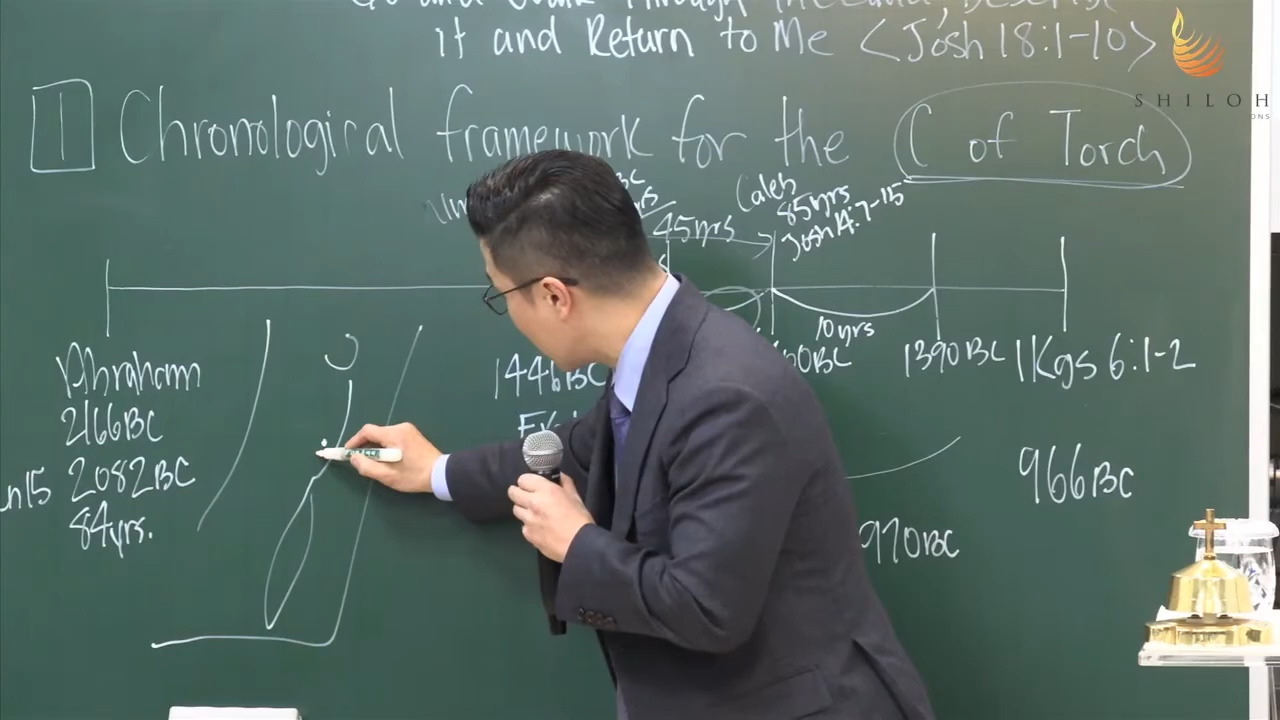 it and Return to Me <Josh 18:1-10>
1 Chronological framework for the C of Torch
SHILOH
Caleb
85yrs
Josh 14:7-15
45yrs
10yrs
Abraham
2166BC
2082BC
84yrs.
1446BC
1390BC
1Kgs 6:1-2
966BC
970BC